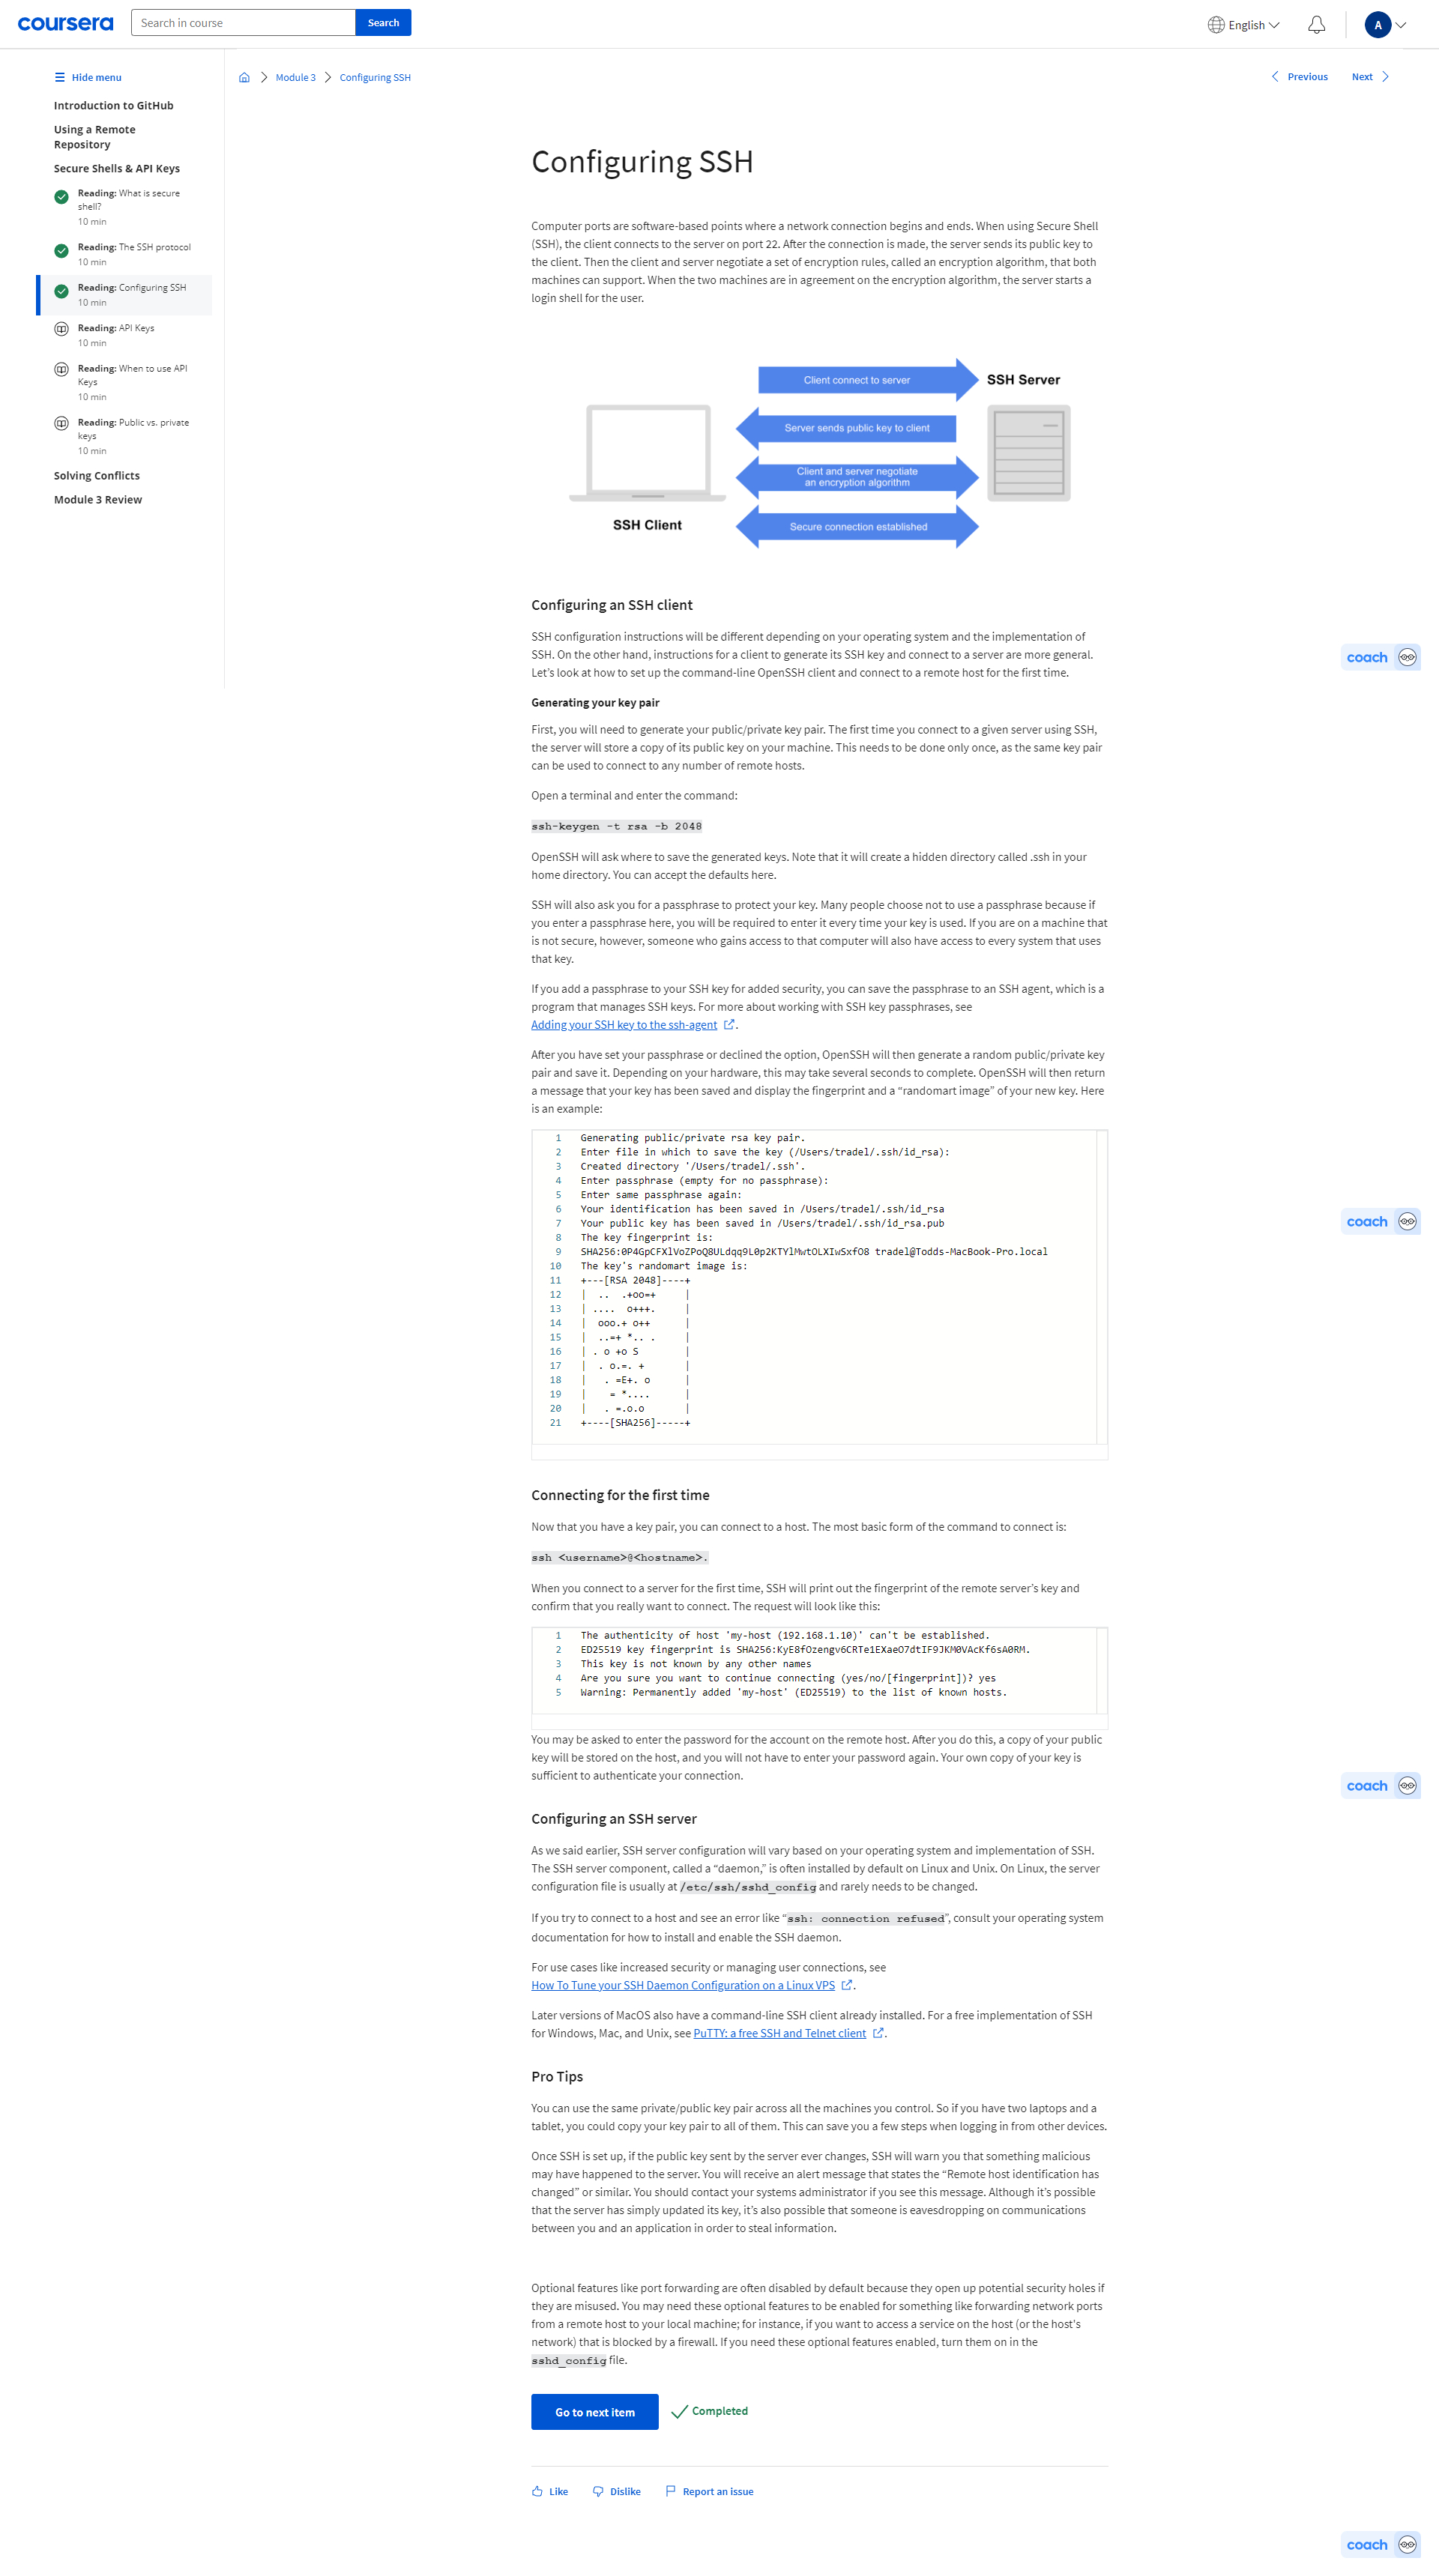 coursera
Search in course
Search
English
A
Hide menu
Introduction to GitHub
Using a Remote
Repository
Secure Shells & API Keys
Reading: What is secure
shell?
10 min
Reading: The SSH protocol
10 min
Reading: Configuring SSH
10 min
Reading: API Keys
10 min
Reading: When to use API
Keys
10 min
Reading: Public vs. private
keys
10 min
Solving Conflicts
Module 3 Review
Module 3
Configuring SSH
Previous
Next
Configuring SSH
Computer ports are software-based points where a network connection begins and ends. When using Secure Shell
(SSH), the client connects to the server on port 22. After the connection is made, the server sends its public key to
the client. Then the client and server negotiate a set of encryption rules, called an encryption algorithm, that both
machines can support. When the two machines are in agreement on the encryption algorithm, the server starts a
login shell for the user.
Client connect to server
SSH Server
Server sends public key to client
Client and server negotiate
an encryption algorithm
SSH Client
Secure connection established
Configuring an SSH client
SSH configuration instructions will be different depending on your operating system and the implementation of
SSH. On the other hand, instructions for a client to generate its SSH key and connect to a server are more general.
Let's look at how to set up the command-line OpenSSH client and connect to a remote host for the first time.
coach
Generating your key pair
First, you will need to generate your public/private key pair. The first time you connect to a given server using SSH,
the server will store a copy of its public key on your machine. This needs to be done only once, as the same key pair
can be used to connect to any number of remote hosts.
Open a terminal and enter the command:
ssh-keygen -t rsa -b 2048
OpenSSH will ask where to save the generated keys. Note that it will create a hidden directory called .ssh in your
home directory. You can accept the defaults here.
SSH will also ask you for a passphrase to protect your key. Many people choose not to use a passphrase because if
you enter a passphrase here, you will be required to enter it every time your key is used. If you are on a machine that
is not secure, however, someone who gains access to that computer will also have access to every system that uses
that key.
If you add a passphrase to your SSH key for added security, you can save the passphrase to an SSH agent, which is a
program that manages SSH keys. For more about working with SSH key passphrases, see
Adding your SSH key to the ssh-agent .
After you have set your passphrase or declined the option, OpenSSH will then generate a random public/private key
pair and save it. Depending on your hardware, this may take several seconds to complete. OpenSSH will then return
a message that your key has been saved and display the fingerprint and a “randomart image” of your new key. Here
is an example:
1 Generating public/private rsa key pair.
2 Enter file in which to save the key (/Users/tradel/.ssh/id_rsa):
3 Created directory '/Users/tradel/.ssh'.
4 Enter passphrase (empty for no passphrase):
5 Enter same passphrase again:
6 Your identification has been saved in /Users/tradel/.ssh/id_rsa
7 Your public key has been saved in /Users/tradel/.ssh/id_rsa.pub
8 The key fingerprint is:
9 SHA256:0P4GpCFXlVoZPoQ8ULdqq9L0p2KTYlMwtOLXIwSxfO8 tradel@Todds-MacBook-Pro.local
10 The key's randomart image is:
11 +---[RSA 2048]----+
12 |  ..  .+oo=+     |
13 | ....  o+++.     |
14 |  ooo.+ o++      |
15 |  ..=+ *.. .     |
16 | . o +o S        |
17 |  . o.=. +       |
18 |   . =E+. o      |
19 |    = *....      |
20 |   . =.o.o       |
21 +----[SHA256]-----+
coach
Connecting for the first time
Now that you have a key pair, you can connect to a host. The most basic form of the command to connect is:
ssh <username>@<hostname>.
When you connect to a server for the first time, SSH will print out the fingerprint of the remote server's key and
confirm that you really want to connect. The request will look like this:
1 The authenticity of host 'my-host (192.168.1.10)' can't be established.
2 ED25519 key fingerprint is SHA256:KyE8fOzengv6CRTe1EXaeO7dtIF9JKM0VAcKf6sA0RM.
3 This key is not known by any other names
4 Are you sure you want to continue connecting (yes/no/[fingerprint])? yes
5 Warning: Permanently added 'my-host' (ED25519) to the list of known hosts.
You may be asked to enter the password for the account on the remote host. After you do this, a copy of your public
key will be stored on the host, and you will not have to enter your password again. Your own copy of your key is
sufficient to authenticate your connection.
coach
Configuring an SSH server
As we said earlier, SSH server configuration will vary based on your operating system and implementation of SSH.
The SSH server component, called a “daemon,” is often installed by default on Linux and Unix. On Linux, the server
configuration file is usually at /etc/ssh/sshd_config and rarely needs to be changed.
If you try to connect to a host and see an error like “ssh: connection refused”, consult your operating system
documentation for how to install and enable the SSH daemon.
For use cases like increased security or managing user connections, see
How To Tune your SSH Daemon Configuration on a Linux VPS .
Later versions of MacOS also have a command-line SSH client already installed. For a free implementation of SSH
for Windows, Mac, and Unix, see PuTTY: a free SSH and Telnet client .
Pro Tips
You can use the same private/public key pair across all the machines you control. So if you have two laptops and a
tablet, you could copy your key pair to all of them. This can save you a few steps when logging in from other devices.
Once SSH is set up, if the public key sent by the server ever changes, SSH will warn you that something malicious
may have happened to the server. You will receive an alert message that states the “Remote host identification has
changed” or similar. You should contact your systems administrator if you see this message. Although it's possible
that the server has simply updated its key, it's also possible that someone is eavesdropping on communications
between you and an application in order to steal information.
Optional features like port forwarding are often disabled by default because they open up potential security holes if
they are misused. You may need these optional features to be enabled for something like forwarding network ports
from a remote host to your local machine; for instance, if you want to access a service on the host (or the host's
network) that is blocked by a firewall. If you need these optional features enabled, turn them on in the
sshd_config file.
Go to next item
Completed
Like
Dislike
Report an issue
coach